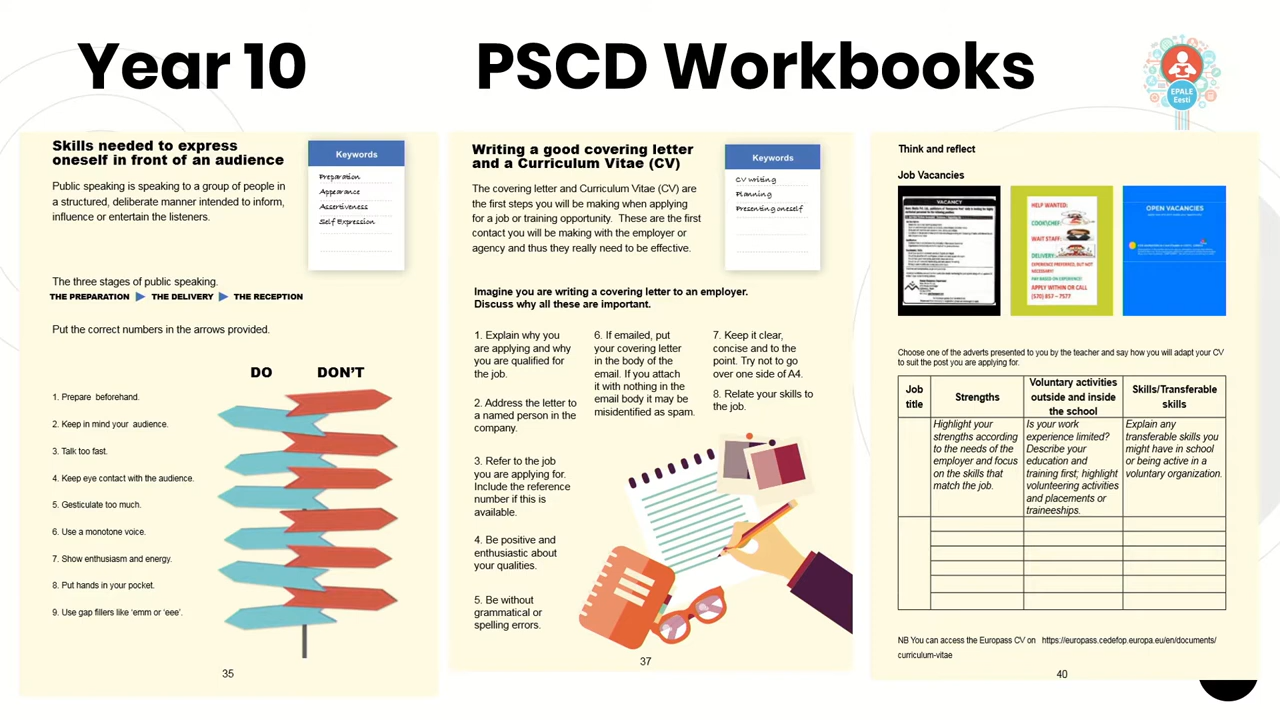 Year 10
PSCD Workbooks
EPALE
Eesti
Skills needed to express
oneself in front of an audience
Keywords
Preparation
Appearance
Assertiveness
Self Expression
Public speaking is speaking to a group of people in
a structured, deliberate manner intended to inform,
influence or entertain the listeners.
The three stages of public speaking.
THE PREPARATION THE DELIVERY THE RECEPTION
Put the correct numbers in the arrows provided.
DO DON'T
1. Prepare beforehand.
2. Keep in mind your audience.
3. Talk too fast.
4. Keep eye contact with the audience.
5. Gesticulate too much.
6. Use a monotone voice.
7. Show enthusiasm and energy.
8. Put hands in your pocket.
9. Use gap fillers like 'emm or 'eee'.
35
Writing a good covering letter
and a Curriculum Vitae (CV)
Keywords
CV writing
Planning
Presenting oneself
The covering letter and Curriculum Vitae (CV) are
the first steps you will be making when applying
for a job or training opportunity. These are the first
contact you will be making with the employer or
agency and thus they really need to be effective.
Imagine you are writing a covering letter to an employer.
Discuss why all these are important.
1. Explain why you
are applying and why
you are qualified for
the job.
2. Address the letter to
a named person in the
company.
3. Refer to the job
you are applying for.
Include the reference
number if this is
available.
4. Be positive and
enthusiastic about
your qualities.
5. Be without
grammatical or
spelling errors.
6. If emailed, put
your covering letter
in the body of the
email. If you attach
it with nothing in the
email body it may be
misidentified as spam.
7. Keep it clear,
concise and to the
point. Try not to go
over one side of A4.
8. Relate your skills to
the job.
37
Think and reflect
Job Vacancies
VACANCY
HELP WANTED:
COOK/CHEF
WAIT STAFF:
DELIVERY:
EXPERIENCE PREFERRED, BUT NOT
NECESSARY!
PAY BASED ON EXPERIENCE!
APPLY WITHIN OR CALL
(570) 857 – 7577
OPEN VACANCIES
Choose one of the adverts presented to you by the teacher and say how you will adapt your CV
to suit the post you are applying for.
Job
title
Strengths
Voluntary activities
outside and inside
the school
Skills/Transferable
skills
Highlight your
strengths according
to the needs of the
employer and focus
on the skills that
match the job.
Is your work
experience limited?
Describe your
education and
training first; highlight
volunteering activities
and placements or
traineeships.
Explain any
transferable skills you
might have in school
or being active in a
voluntary organization.
NB You can access the Europass CV on https://europass.cedefop.europa.eu/en/documents/
curriculum-vitae
40